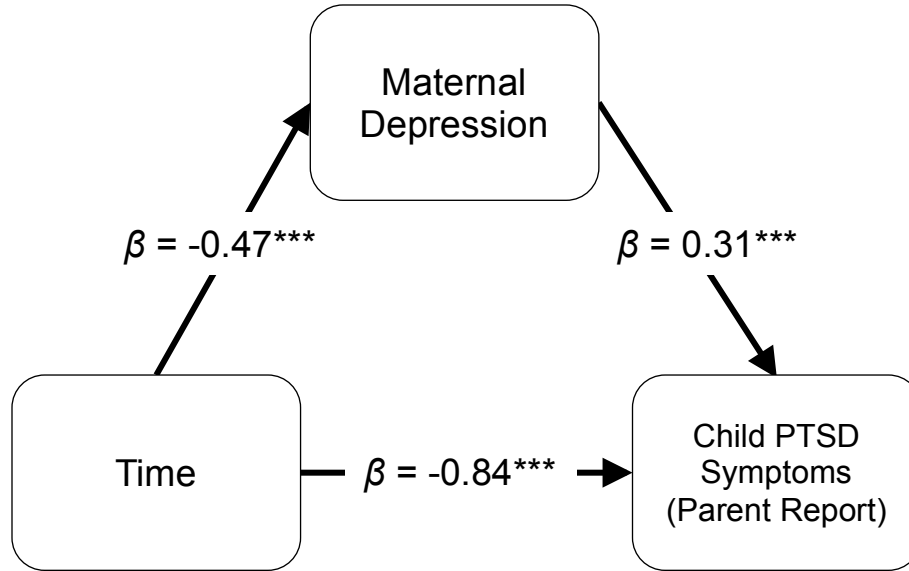 Maternal
Depression
β = -0.47***
β = 0.31***
Time
β = -0.84***
Child PTSD
Symptoms
(Parent Report)